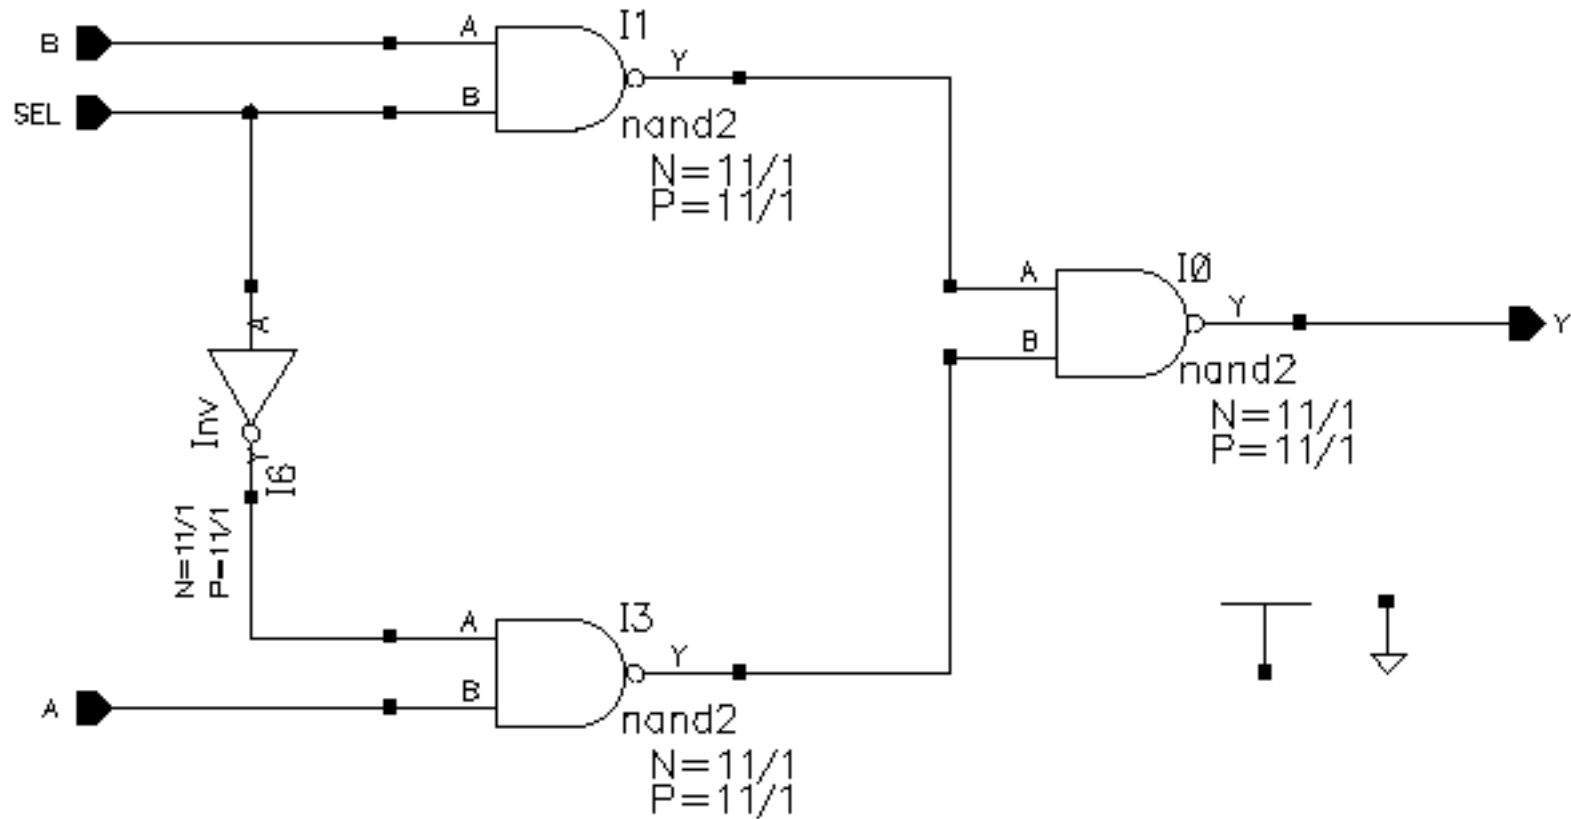 B
SEL
A
B
I1
Y
nand2
N=11/1
P=11/1
A
Inv
Y
I6
N=11/1
P=11/1
A
B
I0
Y
nand2
N=11/1
P=11/1
Y
A
A
B
I3
Y
nand2
N=11/1
P=11/1